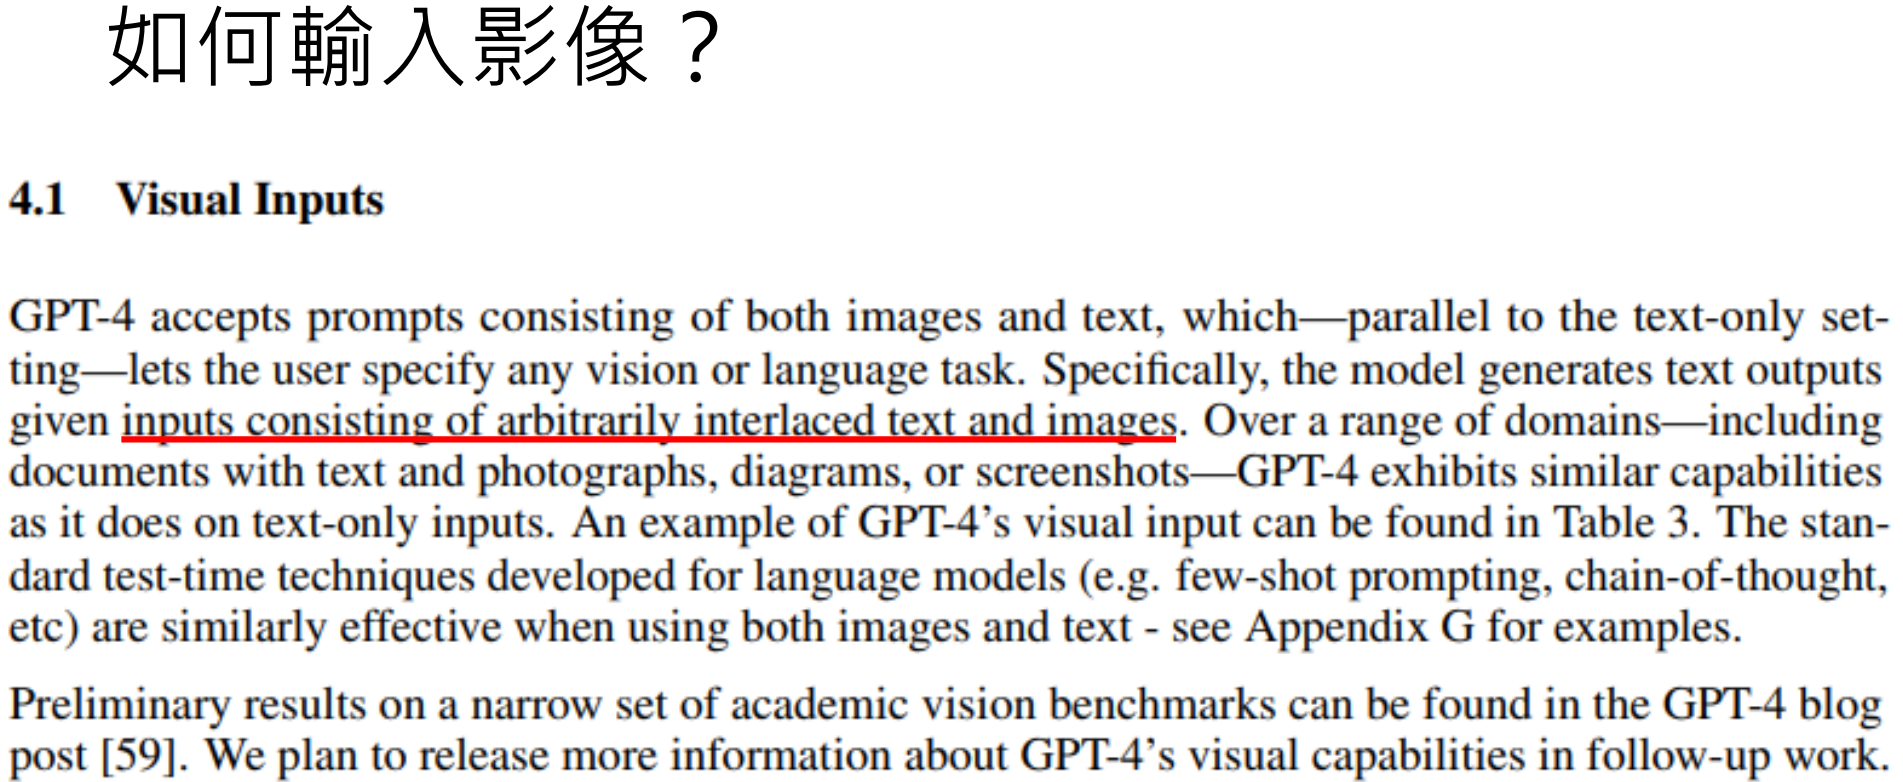 如何輸入影像？
4.1 Visual Inputs
GPT-4 accepts prompts consisting of both images and text, which—parallel to the text-only set-
ting—lets the user specify any vision or language task. Specifically, the model generates text outputs
given inputs consisting of arbitrarily interlaced text and images. Over a range of domains—including
documents with text and photographs, diagrams, or screenshots—GPT-4 exhibits similar capabilities
as it does on text-only inputs. An example of GPT-4’s visual input can be found in Table 3. The stan-
dard test-time techniques developed for language models (e.g. few-shot prompting, chain-of-thought,
etc) are similarly effective when using both images and text - see Appendix G for examples.
Preliminary results on a narrow set of academic vision benchmarks can be found in the GPT-4 blog
post [59]. We plan to release more information about GPT-4’s visual capabilities in follow-up work.